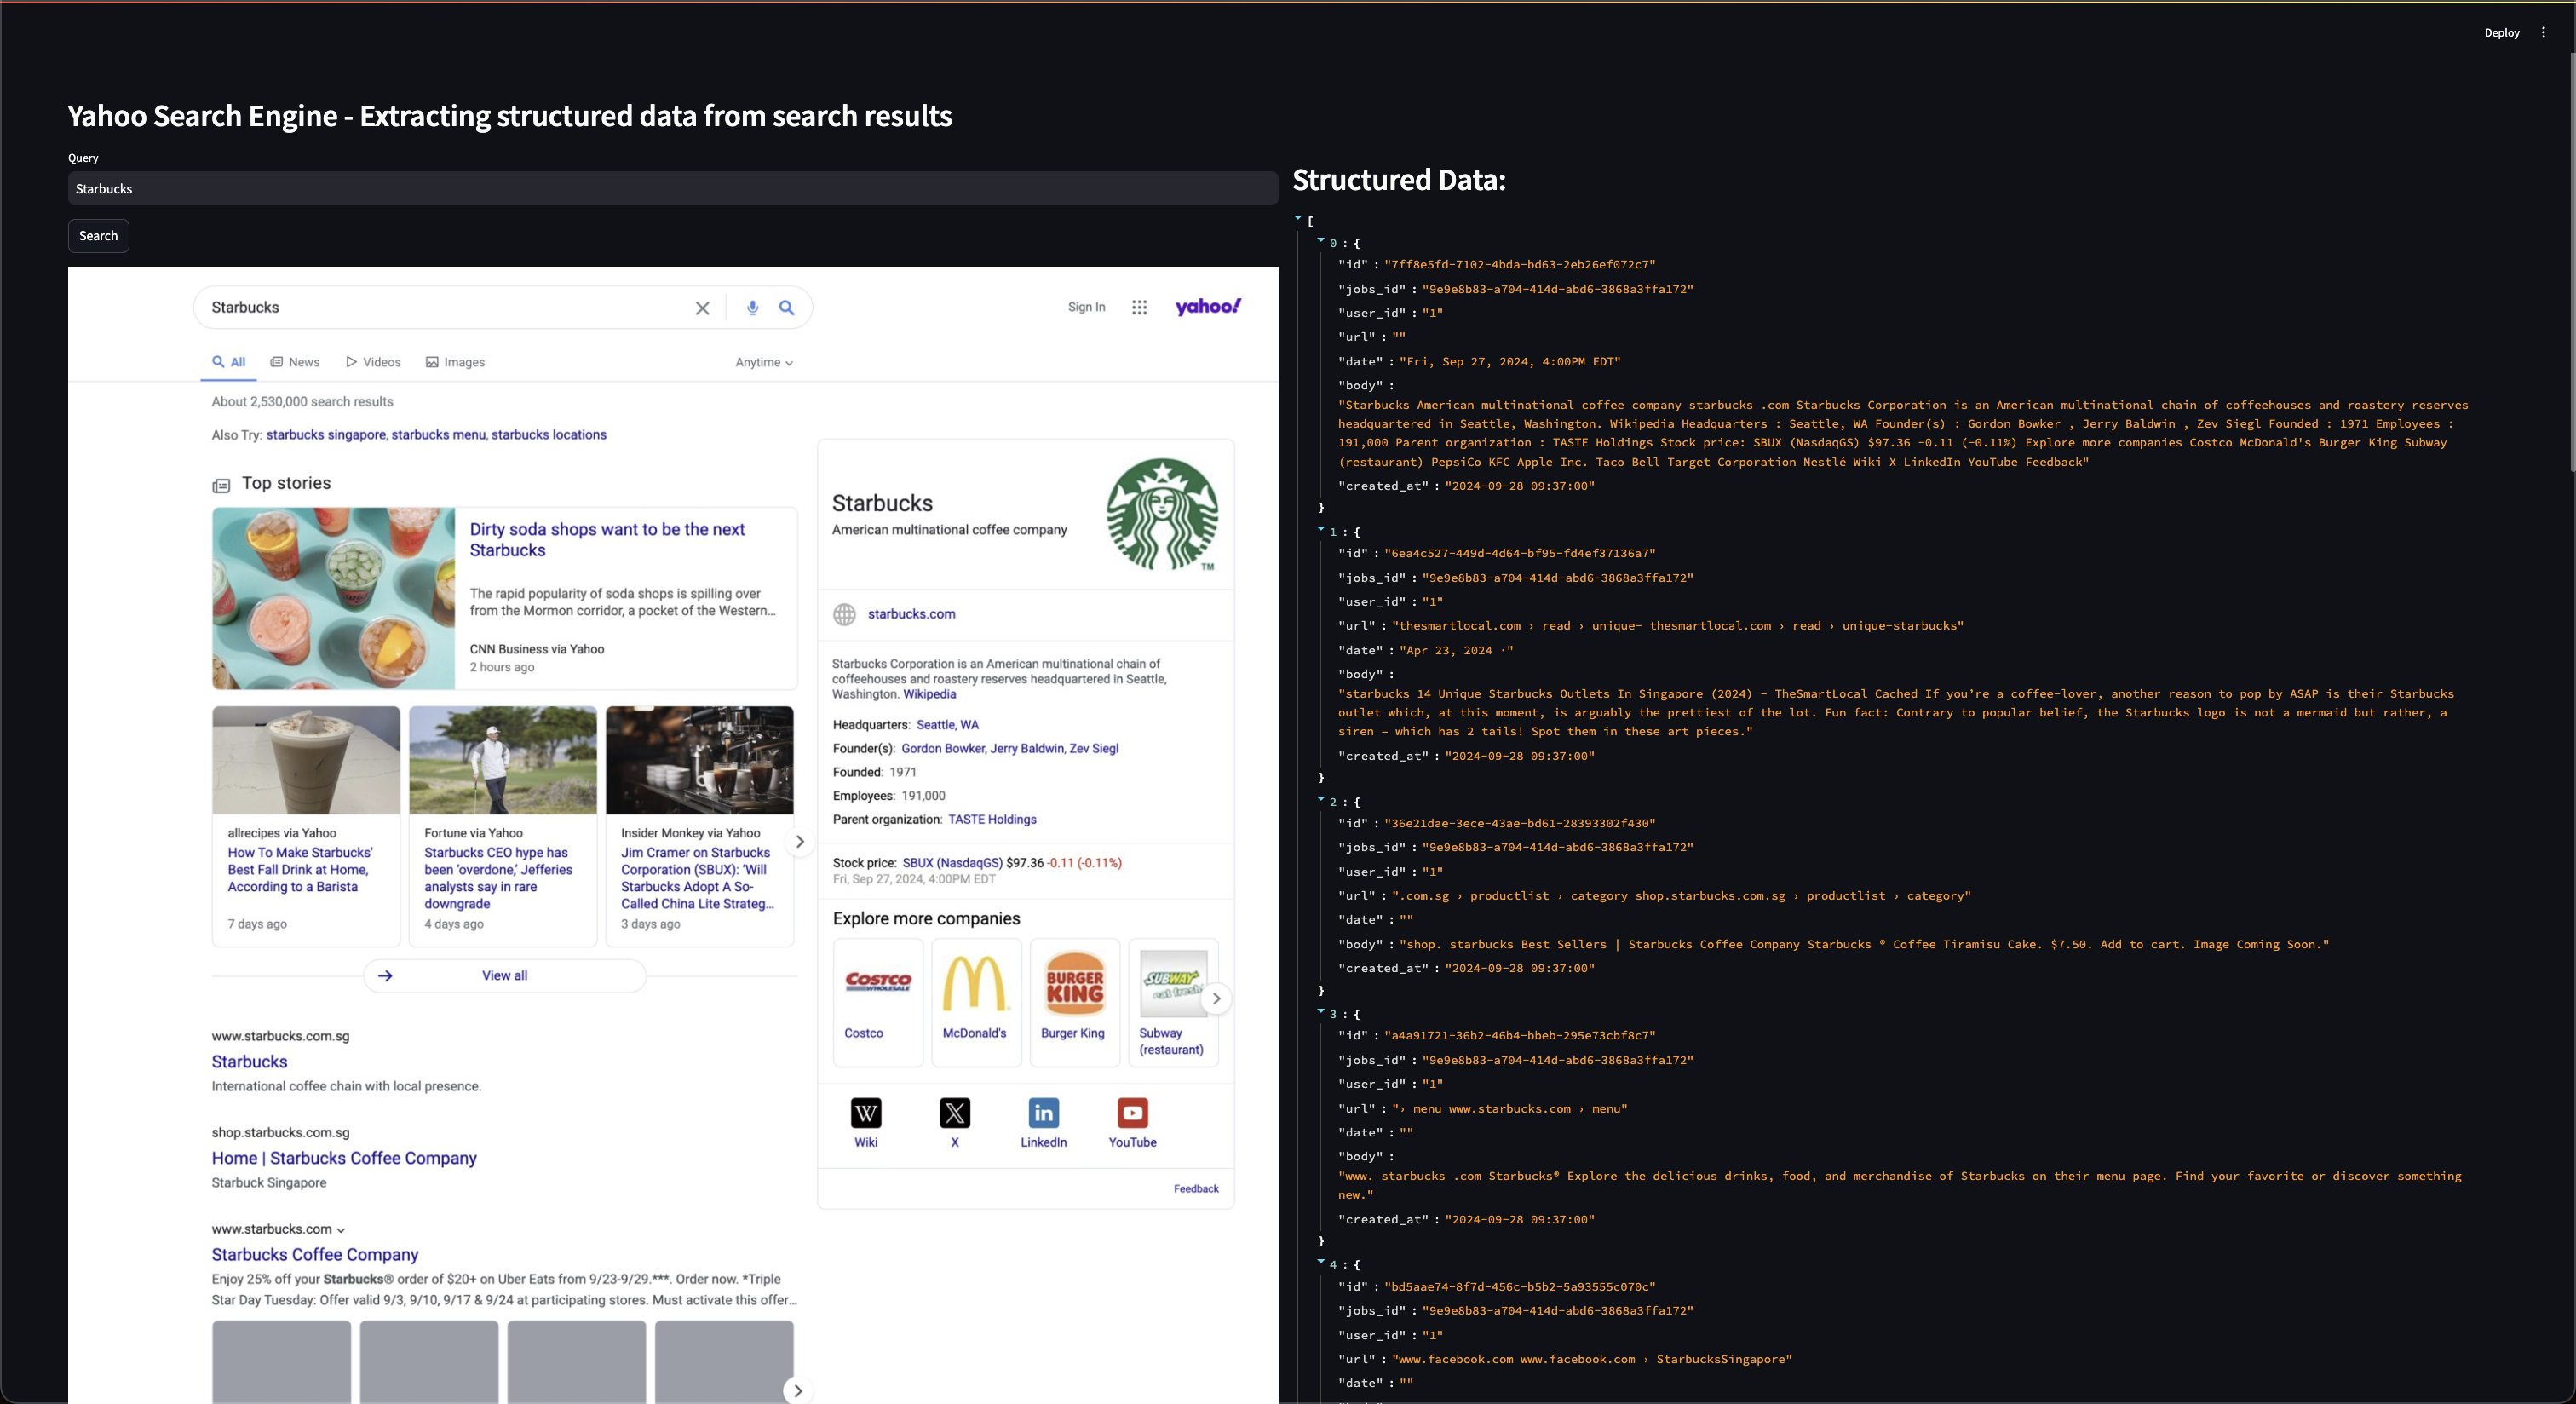 Deploy
Yahoo Search Engine - Extracting structured data from search results
Query
Starbucks
Search
Starbucks
Sign In
yahoo!
All
News
Videos
Images
Anytime
About 2,530,000 search results
Also Try: starbucks singapore, starbucks menu, starbucks locations
Top stories
Dirty soda shops want to be the next
Starbucks
The rapid popularity of soda shops is spilling over
from the Mormon corridor, a pocket of the Western...
CNN Business via Yahoo
2 hours ago
allrecipes via Yahoo
How To Make Starbucks'
Best Fall Drink at Home,
According to a Barista
7 days ago
Fortune via Yahoo
Starbucks CEO hype has
been ‘overdone,’ Jefferies
analysts say in rare
downgrade
4 days ago
Insider Monkey via Yahoo
Jim Cramer on Starbucks
Corporation (SBUX): ‘Will
Starbucks Adopt A So-
Called China Lite Strateg...
3 days ago
View all
www.starbucks.com.sg
Starbucks
International coffee chain with local presence.
shop.starbucks.com.sg
Home | Starbucks Coffee Company
Starbuck Singapore
www.starbucks.com
Starbucks Coffee Company
Enjoy 25% off your Starbucks® order of $20+ on Uber Eats from 9/23-9/29.***. Order now. *Triple
Star Day Tuesday: Offer valid 9/3, 9/10, 9/17 & 9/24 at participating stores. Must activate this offer...
Starbucks
American multinational coffee company
TM
starbucks.com
Starbucks Corporation is an American multinational chain of
coffeehouses and roastery reserves headquartered in Seattle,
Washington. Wikipedia
Headquarters: Seattle, WA
Founder(s): Gordon Bowker, Jerry Baldwin, Zev Siegl
Founded: 1971
Employees: 191,000
Parent organization: TASTE Holdings
Stock price: SBUX (NasdaqGS) $97.36 -0.11 (-0.11%)
Fri, Sep 27, 2024, 4:00PM EDT
Explore more companies
COSTCO
WHOLESALE
Costco
McDonald's
BURGER
KING
Burger King
SUBWAY
eat fresh
Subway
(restaurant)
W
Wiki
X
in
LinkedIn
YouTube
Feedback
Structured Data:
[
0 : {
"id" : "7ff8e5fd-7102-4bda-bd63-2eb26ef072c7"
"jobs_id" : "9e9e8b83-a704-414d-abd6-3868a3ffa172"
"user_id" : "1"
"url" : ""
"date" : "Fri, Sep 27, 2024, 4:00PM EDT"
"body" :
"Starbucks American multinational coffee company starbucks .com Starbucks Corporation is an American multinational chain of coffeehouses and roastery reserves
headquartered in Seattle, Washington. Wikipedia Headquarters : Seattle, WA Founder(s) : Gordon Bowker , Jerry Baldwin , Zev Siegl Founded : 1971 Employees :
191,000 Parent organization : TASTE Holdings Stock price: SBUX (NasdaqGS) $97.36 -0.11 (-0.11%) Explore more companies Costco McDonald's Burger King Subway
(restaurant) PepsiCo KFC Apple Inc. Taco Bell Target Corporation Nestlé Wiki X LinkedIn YouTube Feedback"
"created_at" : "2024-09-28 09:37:00"
}
1 : {
"id" : "6ea4c527-449d-4d64-bf95-fd4ef37136a7"
"jobs_id" : "9e9e8b83-a704-414d-abd6-3868a3ffa172"
"user_id" : "1"
"url" : "thesmartlocal.com › read › unique- thesmartlocal.com › read › unique-starbucks"
"date" : "Apr 23, 2024 ·"
"body" :
"starbucks 14 Unique Starbucks Outlets In Singapore (2024) - TheSmartLocal Cached If you’re a coffee-lover, another reason to pop by ASAP is their Starbucks
outlet which, at this moment, is arguably the prettiest of the lot. Fun fact: Contrary to popular belief, the Starbucks logo is not a mermaid but rather, a
siren – which has 2 tails! Spot them in these art pieces."
"created_at" : "2024-09-28 09:37:00"
}
2 : {
"id" : "36e21dae-3ece-43ae-bd61-28393302f430"
"jobs_id" : "9e9e8b83-a704-414d-abd6-3868a3ffa172"
"user_id" : "1"
"url" : ".com.sg › productlist › category shop.starbucks.com.sg › productlist › category"
"date" : ""
"body" : "shop. starbucks Best Sellers | Starbucks Coffee Company Starbucks ® Coffee Tiramisu Cake. $7.50. Add to cart. Image Coming Soon."
"created_at" : "2024-09-28 09:37:00"
}
3 : {
"id" : "a4a91721-36b2-46b4-bbeb-295e73cbf8c7"
"jobs_id" : "9e9e8b83-a704-414d-abd6-3868a3ffa172"
"user_id" : "1"
"url" : "› menu www.starbucks.com › menu"
"date" : ""
"body" :
"www. starbucks .com Starbucks® Explore the delicious drinks, food, and merchandise of Starbucks on their menu page. Find your favorite or discover something
new."
"created_at" : "2024-09-28 09:37:00"
}
4 : {
"id" : "bd5aae74-8f7d-456c-b5b2-5a93555c070c"
"jobs_id" : "9e9e8b83-a704-414d-abd6-3868a3ffa172"
"user_id" : "1"
"url" : "www.facebook.com www.facebook.com › StarbucksSingapore"
"date" : ""